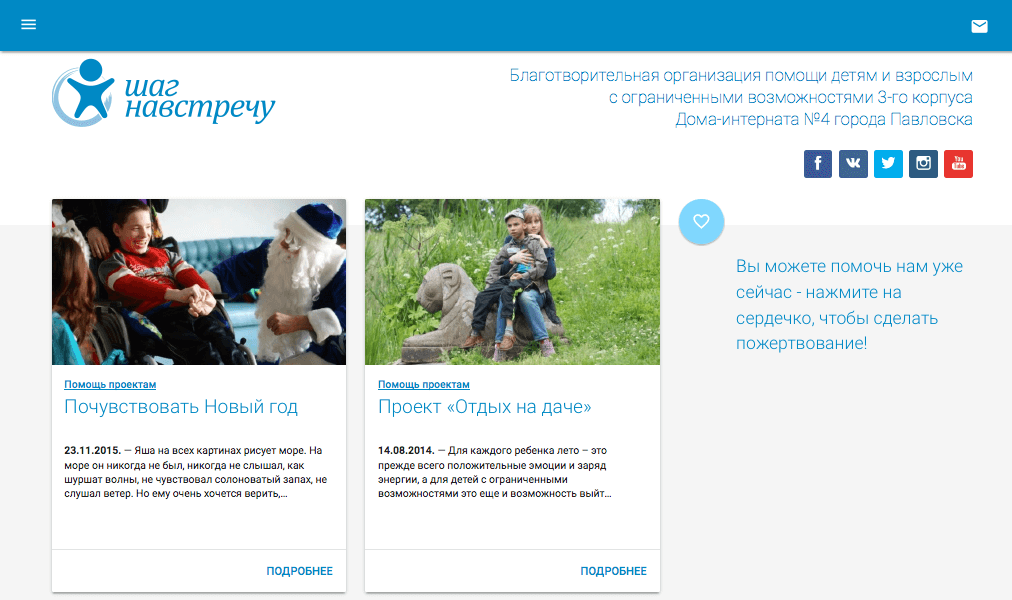 шаг
навстречу
Благотворительная организация помощи детям и взрослым
с ограниченными возможностями 3-го корпуса
Дома-интерната №4 города Павловска
You
Tube
Вы можете помочь нам уже
сейчас - нажмите на
сердечко, чтобы сделать
пожертвование!
Помощь проектам
Почувствовать Новый год
23.11.2015. — Яша на всех картинах рисует море. На
море он никогда не был, никогда не слышал, как
шуршат волны, не чувствовал солоноватый запах, не
слушал ветер. Но ему очень хочется верить,...
ПОДРОБНЕЕ
Помощь проектам
Проект «Отдых на даче»
14.08.2014. — Для каждого ребенка лето – это
прежде всего положительные эмоции и заряд
энергии, а для детей с ограниченными
возможностями это еще и возможность выйт...
ПОДРОБНЕЕ